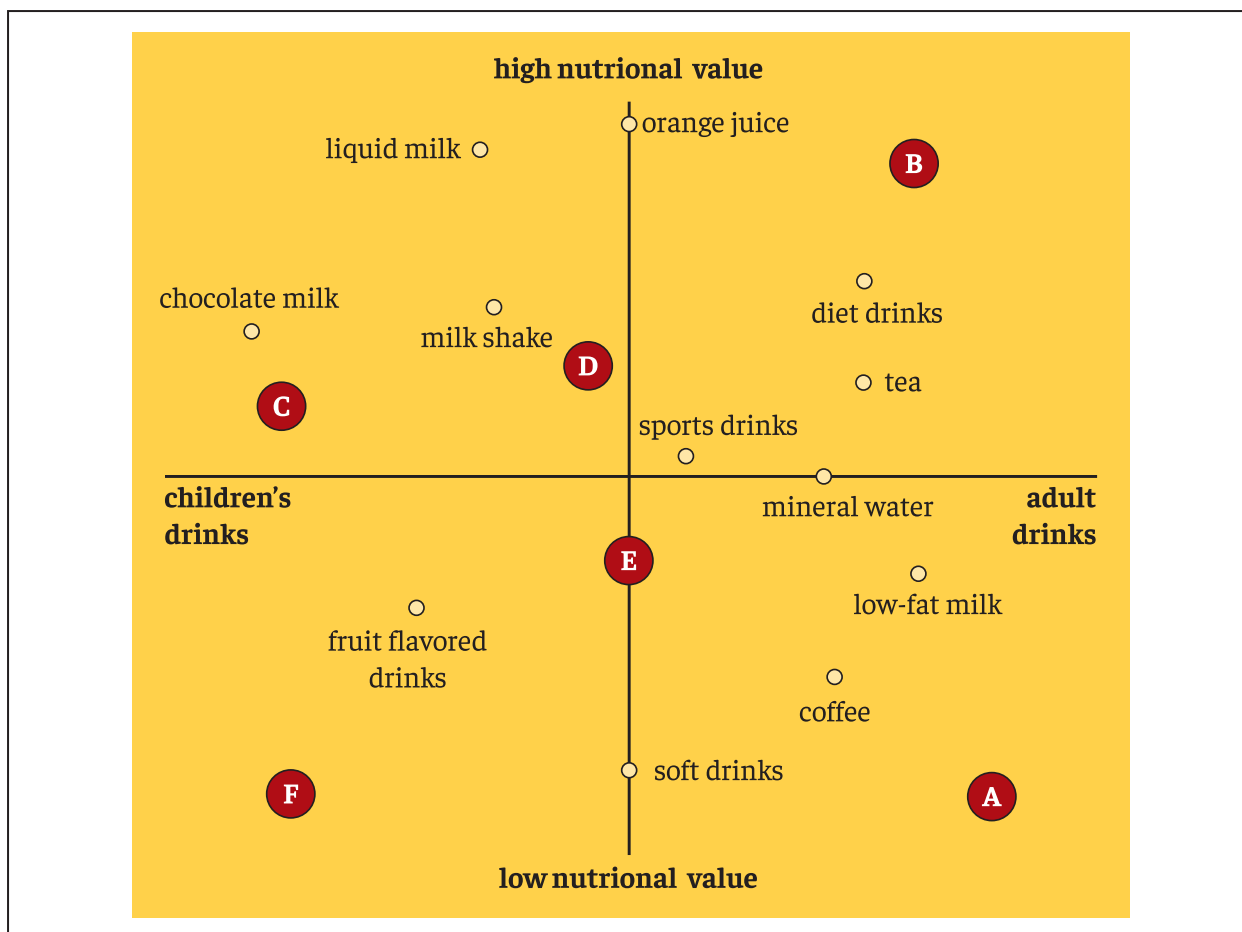 high nutrional value
orange juice
liquid milk
B
chocolate milk
diet drinks
milk shake
D
tea
C
sports drinks
children's
drinks
mineral water
adult
drinks
E
low-fat milk
fruit flavored
drinks
coffee
soft drinks
F
A
low nutrional value